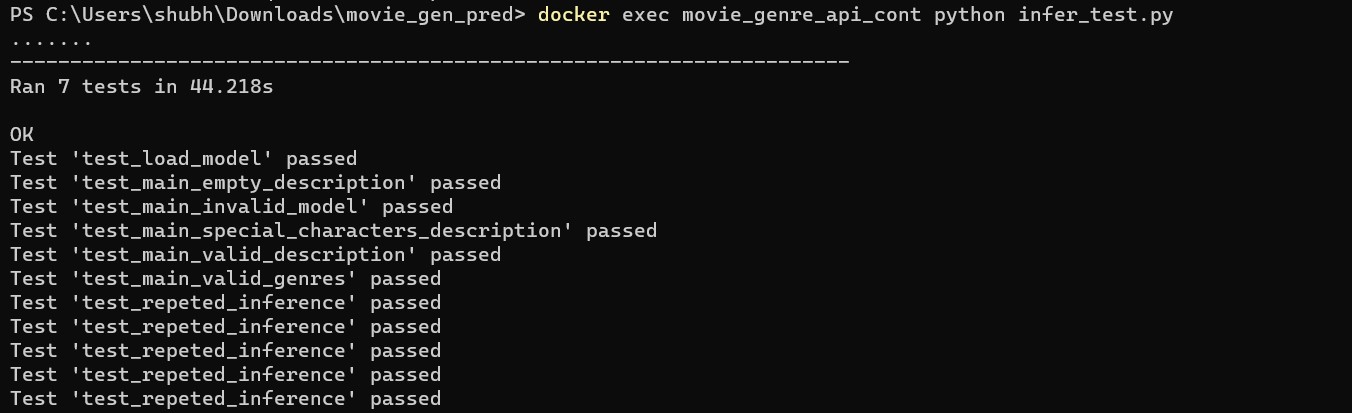 PS C:\Users\shubh\Downloads\movie_gen_pred> docker exec movie_genre_api_cont python infer_test.py
.......
----------------------------------------------------------------------
Ran 7 tests in 44.218s

OK
Test 'test_load_model' passed
Test 'test_main_empty_description' passed
Test 'test_main_invalid_model' passed
Test 'test_main_special_characters_description' passed
Test 'test_main_valid_description' passed
Test 'test_main_valid_genres' passed
Test 'test_repeted_inference' passed
Test 'test_repeted_inference' passed
Test 'test_repeted_inference' passed
Test 'test_repeted_inference' passed
Test 'test_repeted_inference' passed